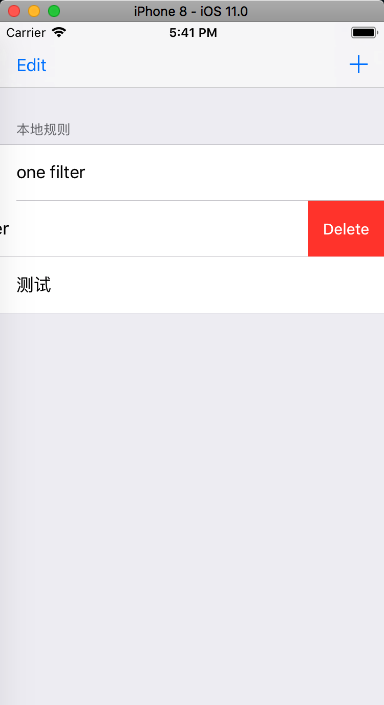 iPhone 8 - iOS 11.0
Carrier 5:41 PM
Edit +
本地规则
one filter
er Delete
测试